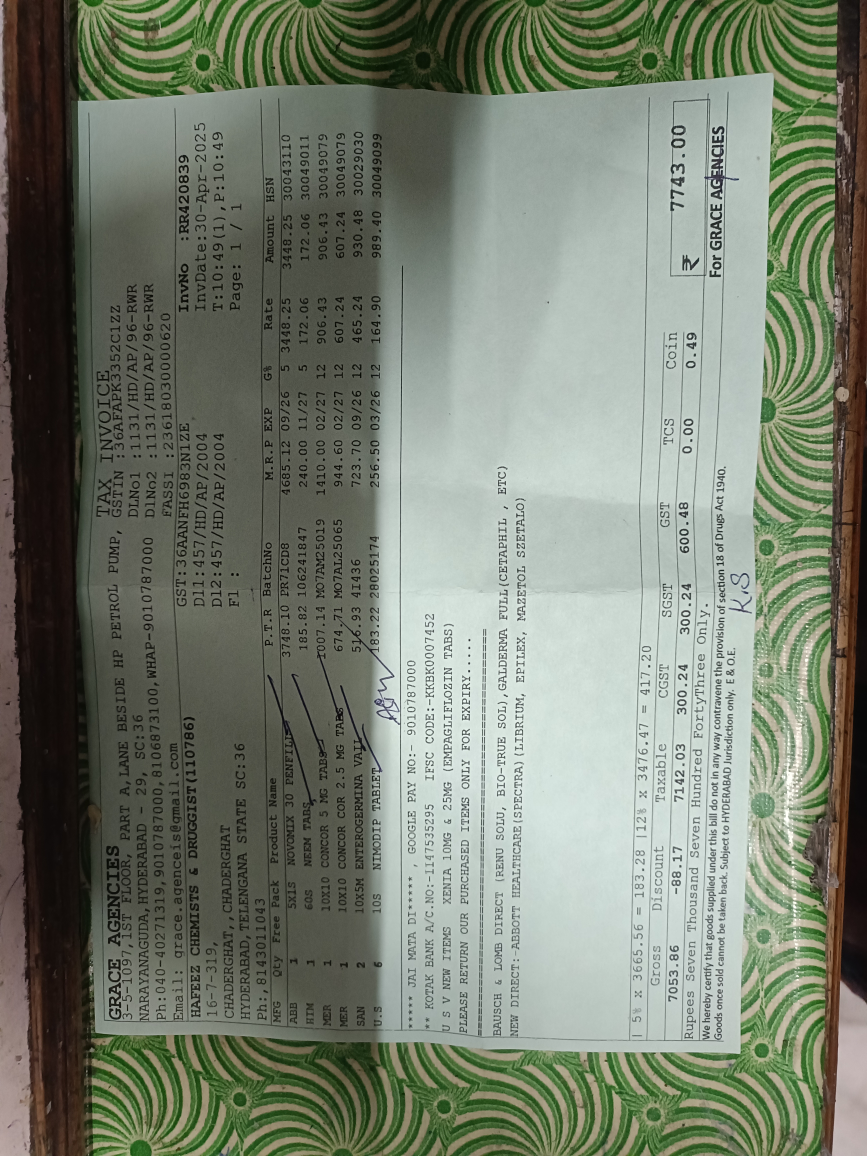 TAX INVOICE
GRACE AGENCIES
3-5-1097,1ST FLOOR, PART A,LANE BESIDE HP PETROL PUMP,
NARAYANAGUDA,HYDERABAD - 29, SC:36
Ph:040-40271319,9010787000,8106873100,WHAP-9010787000
Email: grace.agenceis@gmail.com
GSTIN :36AFAPK3352C1ZZ
DLNo1 :1131/HD/AP/96-RWR
DlNo2 :1131/HD/AP/96-RWR
FASSI :23618030000620
HAFEEZ CHEMISTS & DRUGGIST(110786)
16-7-319,
CHADERGHAT,,CHADERGHAT
HYDERABAD,TELENGANA STATE SC:36
Ph:,8143011043
GST:36AANFH6983N1ZE
Dl1:457/HD/AP/2004
Dl2:457/HD/AP/2004
Fl :
InvNo :RR420839
InvDate:30-Apr-2025
T:10:49(1),P:10:49
Page: 1 / 1
MFG Qty Free Pack Product Name P.T.R BatchNo M.R.P EXP G% Rate Amount HSN
ABB 1 5X1S NOVOMIX 30 PENFILL 3748.10 PR71CD8 4685.12 09/26 5 3448.25 3448.25 30043110
HIM 1 60S NEEM TABS 185.82 106241847 240.00 11/27 5 172.06 172.06 30049011
MER 1 10X10 CONCOR 5 MG TABS 1007.14 MO7AM25019 1410.00 02/27 12 906.43 906.43 30049079
MER 1 10X10 CONCOR COR 2.5 MG TABS 674.71 MO7AL25065 944.60 02/27 12 607.24 607.24 30049079
SAN 2 10X5M ENTEROGERMINA VAIL 516.93 4I436 723.70 09/26 12 465.24 930.48 30029030
U.S 6 10S NIMODIP TABLET 183.22 28025174 256.50 03/26 12 164.90 989.40 30049099
***** JAI MATA DI***** , GOOGLE PAY NO:- 9010787000
** KOTAK BANK A/C.NO:-1147535295 IFSC CODE:-KKBK0007452
U S V NEW ITEMS XENIA 10MG & 25MG (EMPAGLIFLOZIN TABS)
PLEASE RETURN OUR PURCHASED ITEMS ONLY FOR EXPIRY.....
BAUSCH & LOMB DIRECT (RENU SOLU, BIO-TRUE SOL),GALDERMA FULL(CETAPHIL , ETC)
NEW DIRECT:-ABBOTT HEALTHCARE(SPECTRA)(LIBRIUM, EPILEX, MAZETOL SZETALO)
| 5% x 3665.56 = 183.28 |12% x 3476.47 = 417.20
Gross Discount Taxable CGST SGST GST TCS Coin
7053.86 -88.17 7142.03 300.24 300.24 600.48 0.00 0.49
₹ 7743.00
Rupees Seven Thousand Seven Hundred FortyThree Only.
We hereby certify that goods supplied under this bill do not in any way contravene the provision of section 18 of Drugs Act 1940.
Goods once sold cannot be taken back. Subject to HYDERABAD Jurisdiction only. E & O.E.
For GRACE AGENCIES
K.S